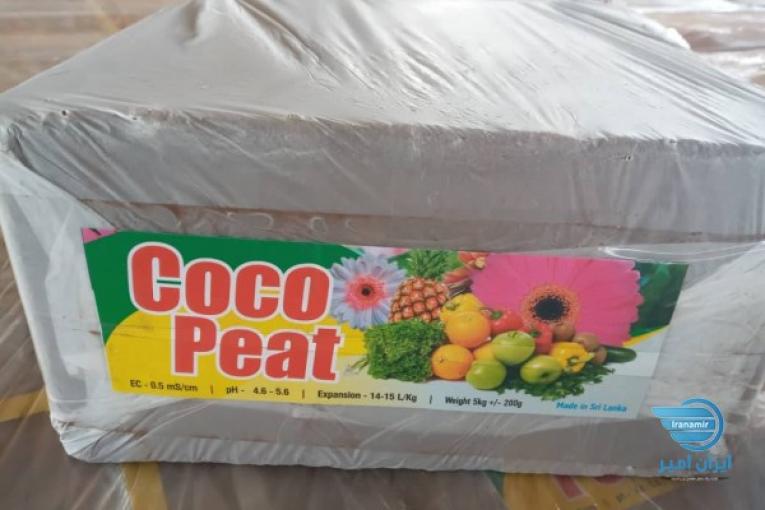 Coco
Peat
EC - 0.5 mS/cm | pH - 4.6 - 5.6 | Expansion - 14-15 L/Kg | Weight 5kg +/- 200g
Made in Sri Lanka
Iranamir
ایران امیر